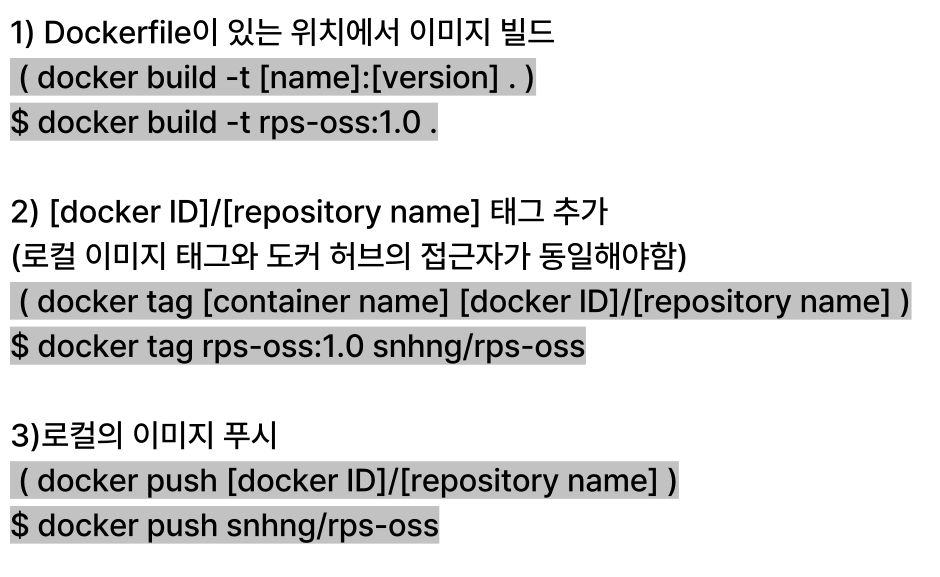 1) Dockerfile이 있는 위치에서 이미지 빌드
( docker build -t [name]:[version] . )
$ docker build -t rps-oss:1.0 .
2) [docker ID]/[repository name] 태그 추가
(로컬 이미지 태그와 도커 허브의 접근자가 동일해야함)
( docker tag [container name] [docker ID]/[repository name] )
$ docker tag rps-oss:1.0 snhng/rps-oss
3)로컬의 이미지 푸시
( docker push [docker ID]/[repository name] )
$ docker push snhng/rps-oss